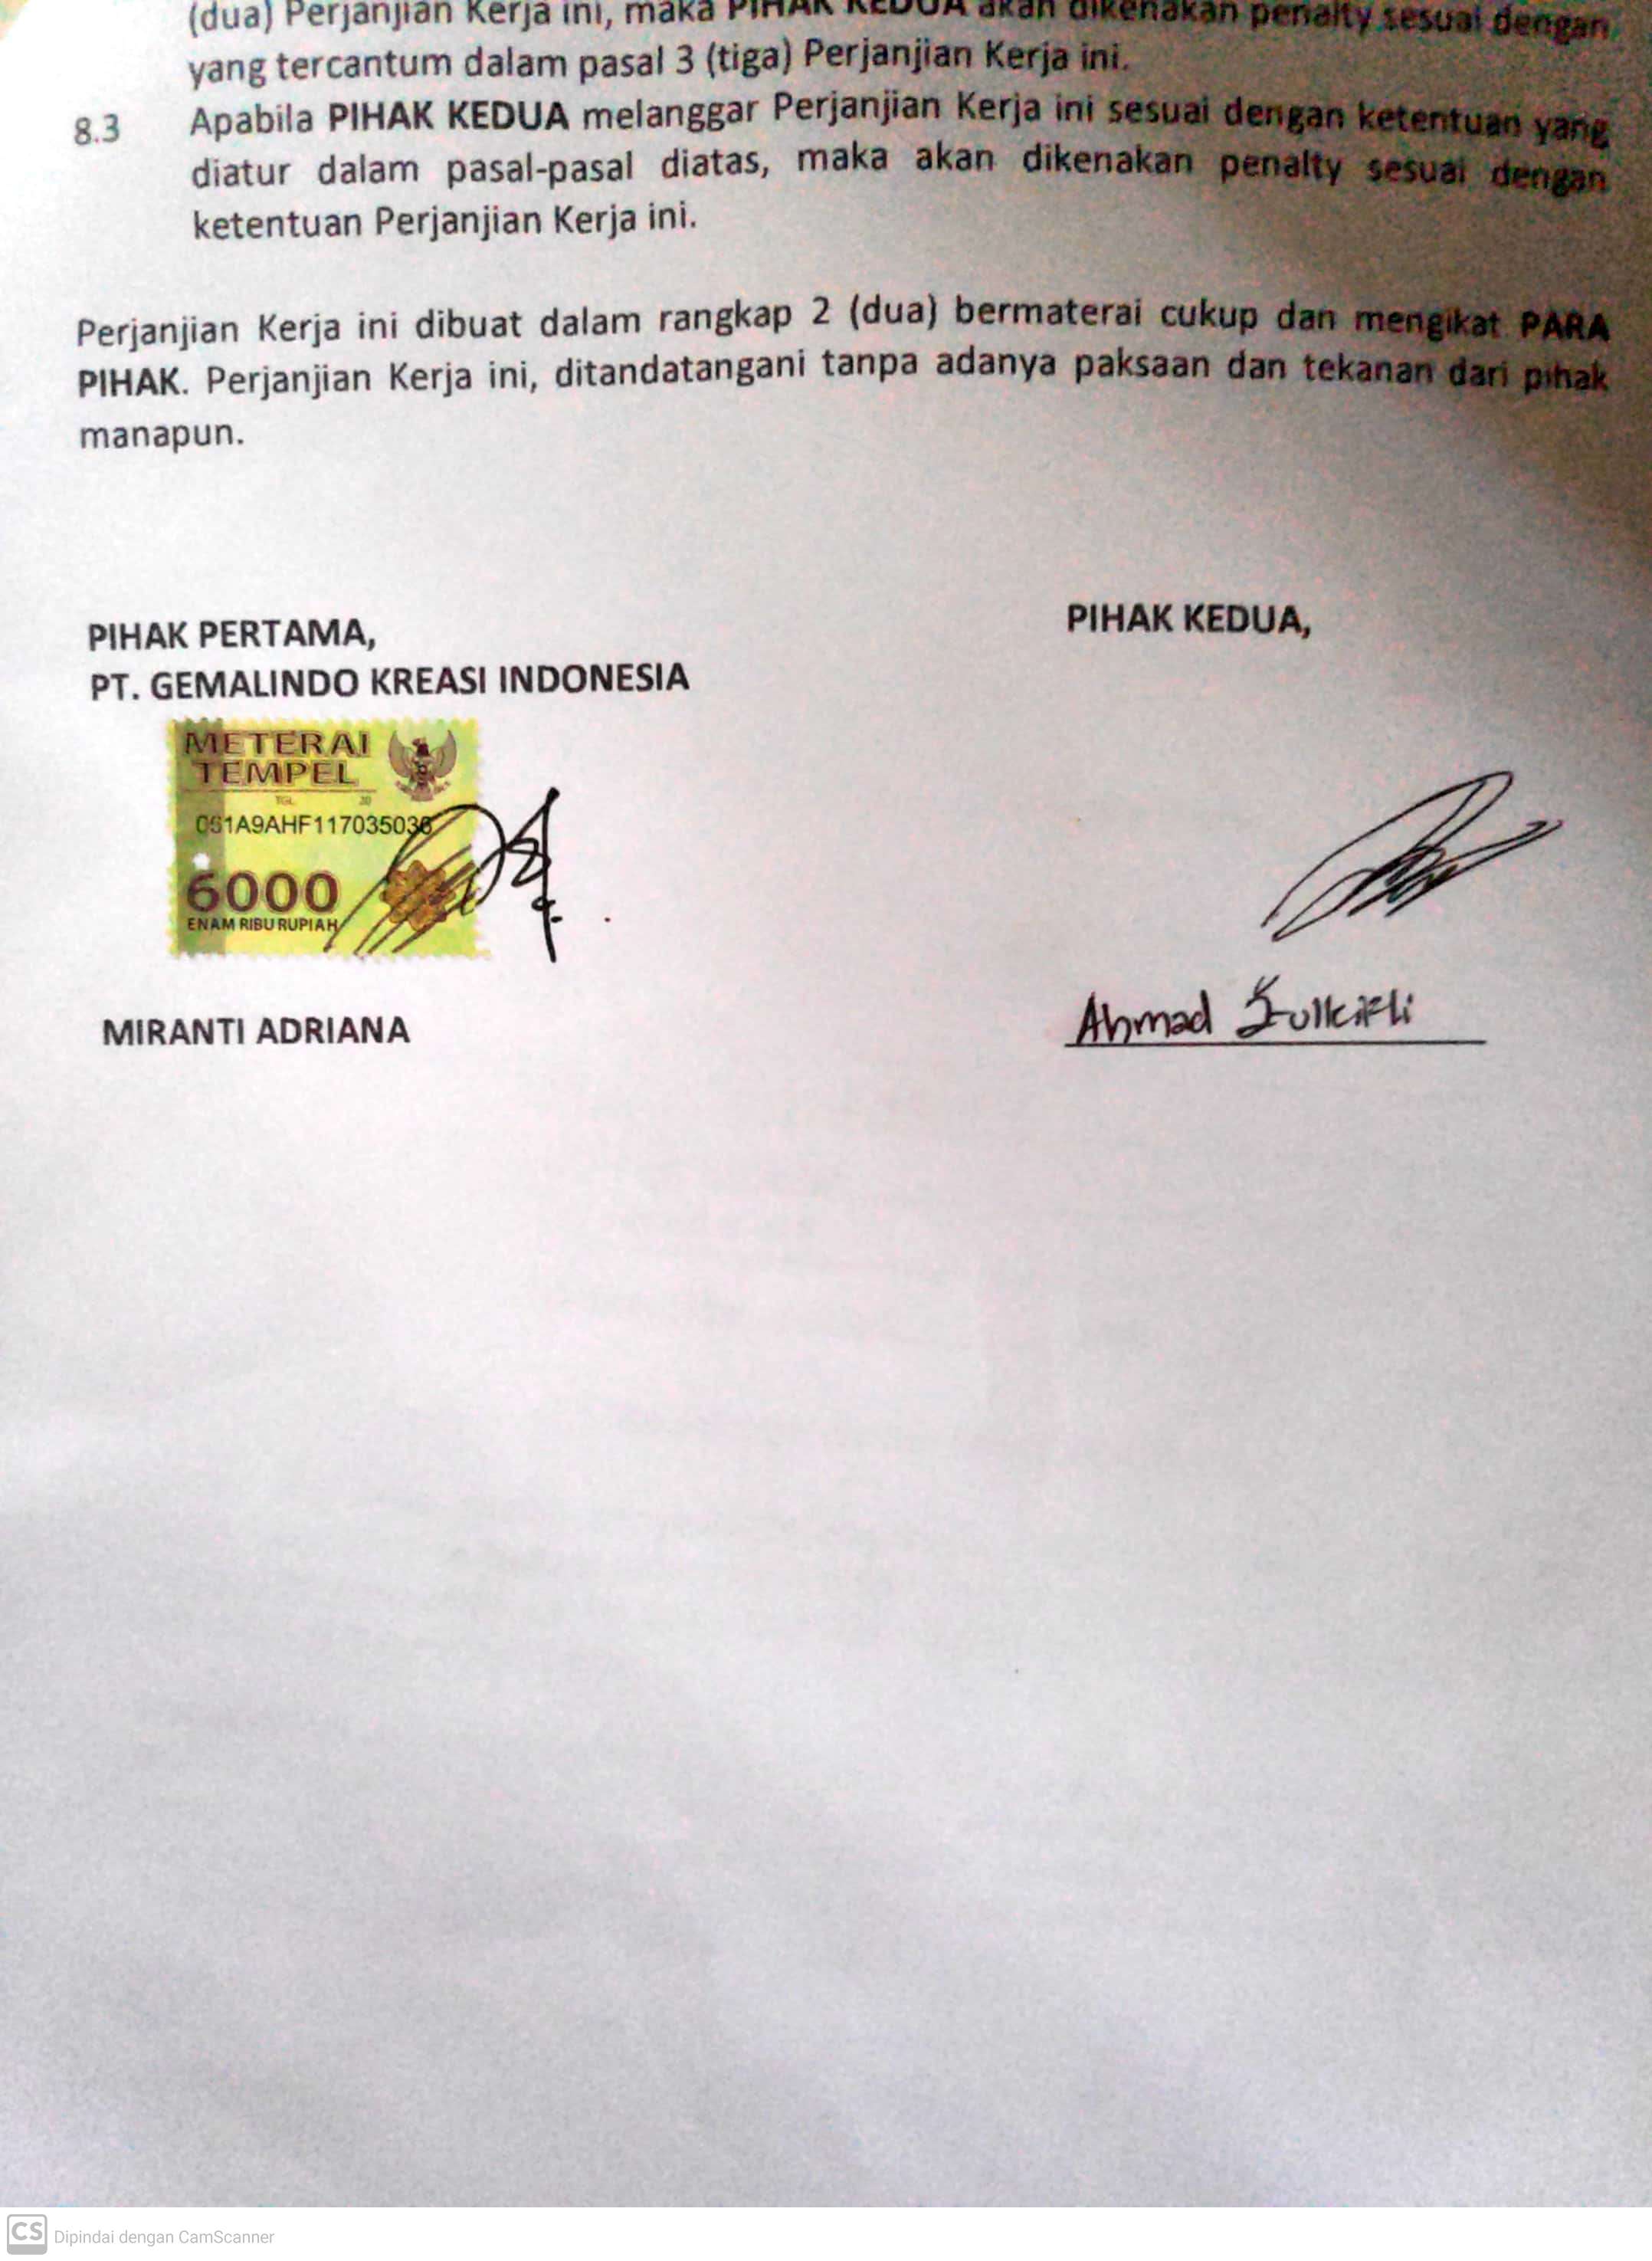 (dua) Perjanjian Kerja ini, maka PIHAK KEDUA akan dikenakan penalty sesuai dengan
yang tercantum dalam pasal 3 (tiga) Perjanjian Kerja ini.
8.3 Apabila PIHAK KEDUA melanggar Perjanjian Kerja ini sesuai dengan ketentuan yang
diatur dalam pasal-pasal diatas, maka akan dikenakan penalty sesuai dengan
ketentuan Perjanjian Kerja ini.
Perjanjian Kerja ini dibuat dalam rangkap 2 (dua) bermaterai cukup dan mengikat PARA
PIHAK. Perjanjian Kerja ini, ditandatangani tanpa adanya paksaan dan tekanan dari pihak
manapun.
PIHAK PERTAMA,
PT. GEMALINDO KREASI INDONESIA
PIHAK KEDUA,
METERAI
TEMPEL
TGL 20
6000
ENAM RIBU RUPIAH
MIRANTI ADRIANA
Ahmad Zulkifli
CS Dipindai dengan CamScanner